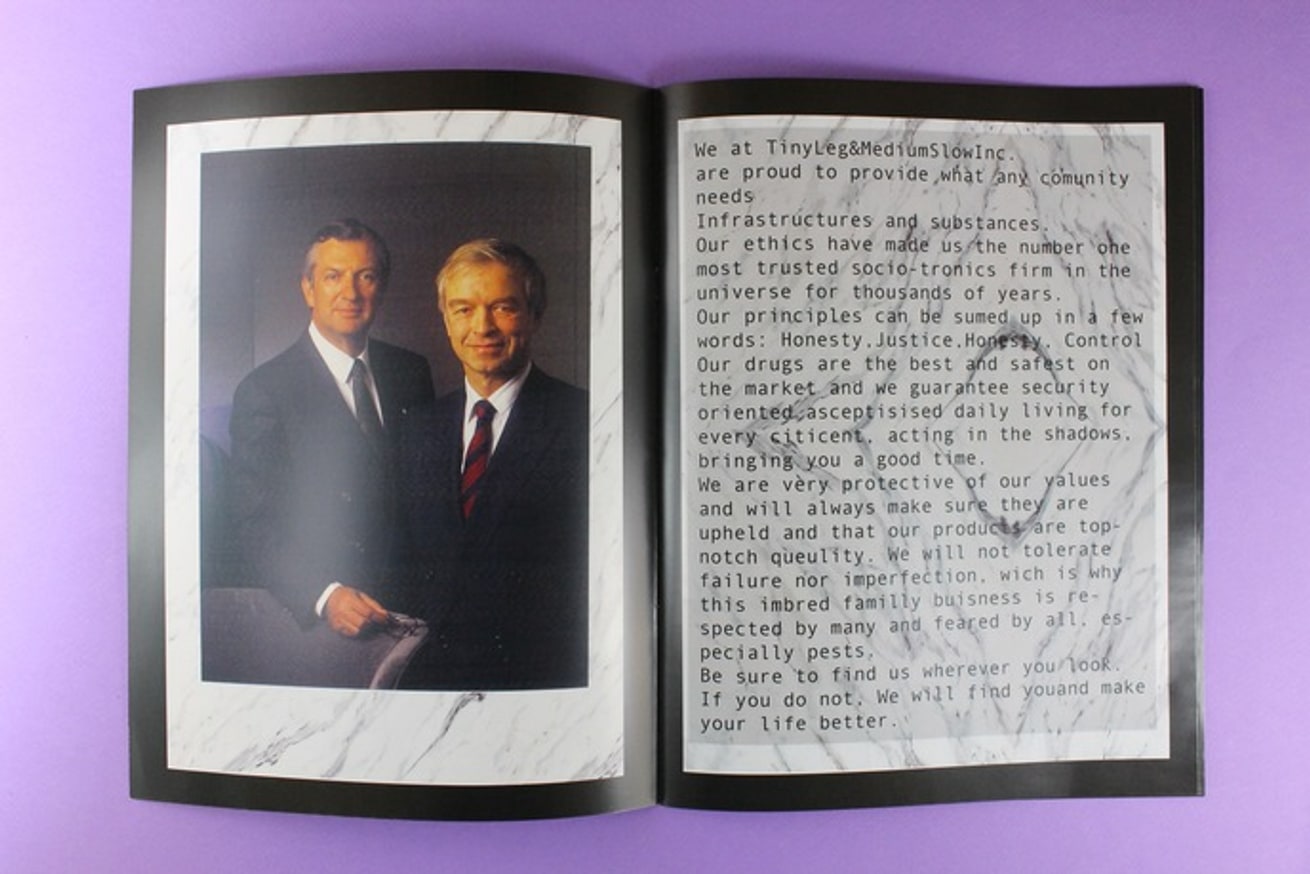 We at TinyLeg&MediumSlowInc.
are proud to provide what any comunity
needs
Infrastructures and substances.
Our ethics have made us the number one
most trusted socio-tronics firm in the
universe for thousands of years.
Our principles can be sumed up in a few
words: Honesty,Justice,Honesty, Control
Our drugs are the best and safest on
the market and we guarantee security
oriented,asceptisised daily living for
every citicent, acting in the shadows,
bringing you a good time.
We are very protective of our values
and will always make sure they are
upheld and that our products are top-
notch queulity. We will not tolerate
failure nor imperfection, wich is why
this imbred familly buisness is re-
spected by many and feared by all, es-
pecially pests.
Be sure to find us wherever you look.
If you do not, We will find youand make
your life better.